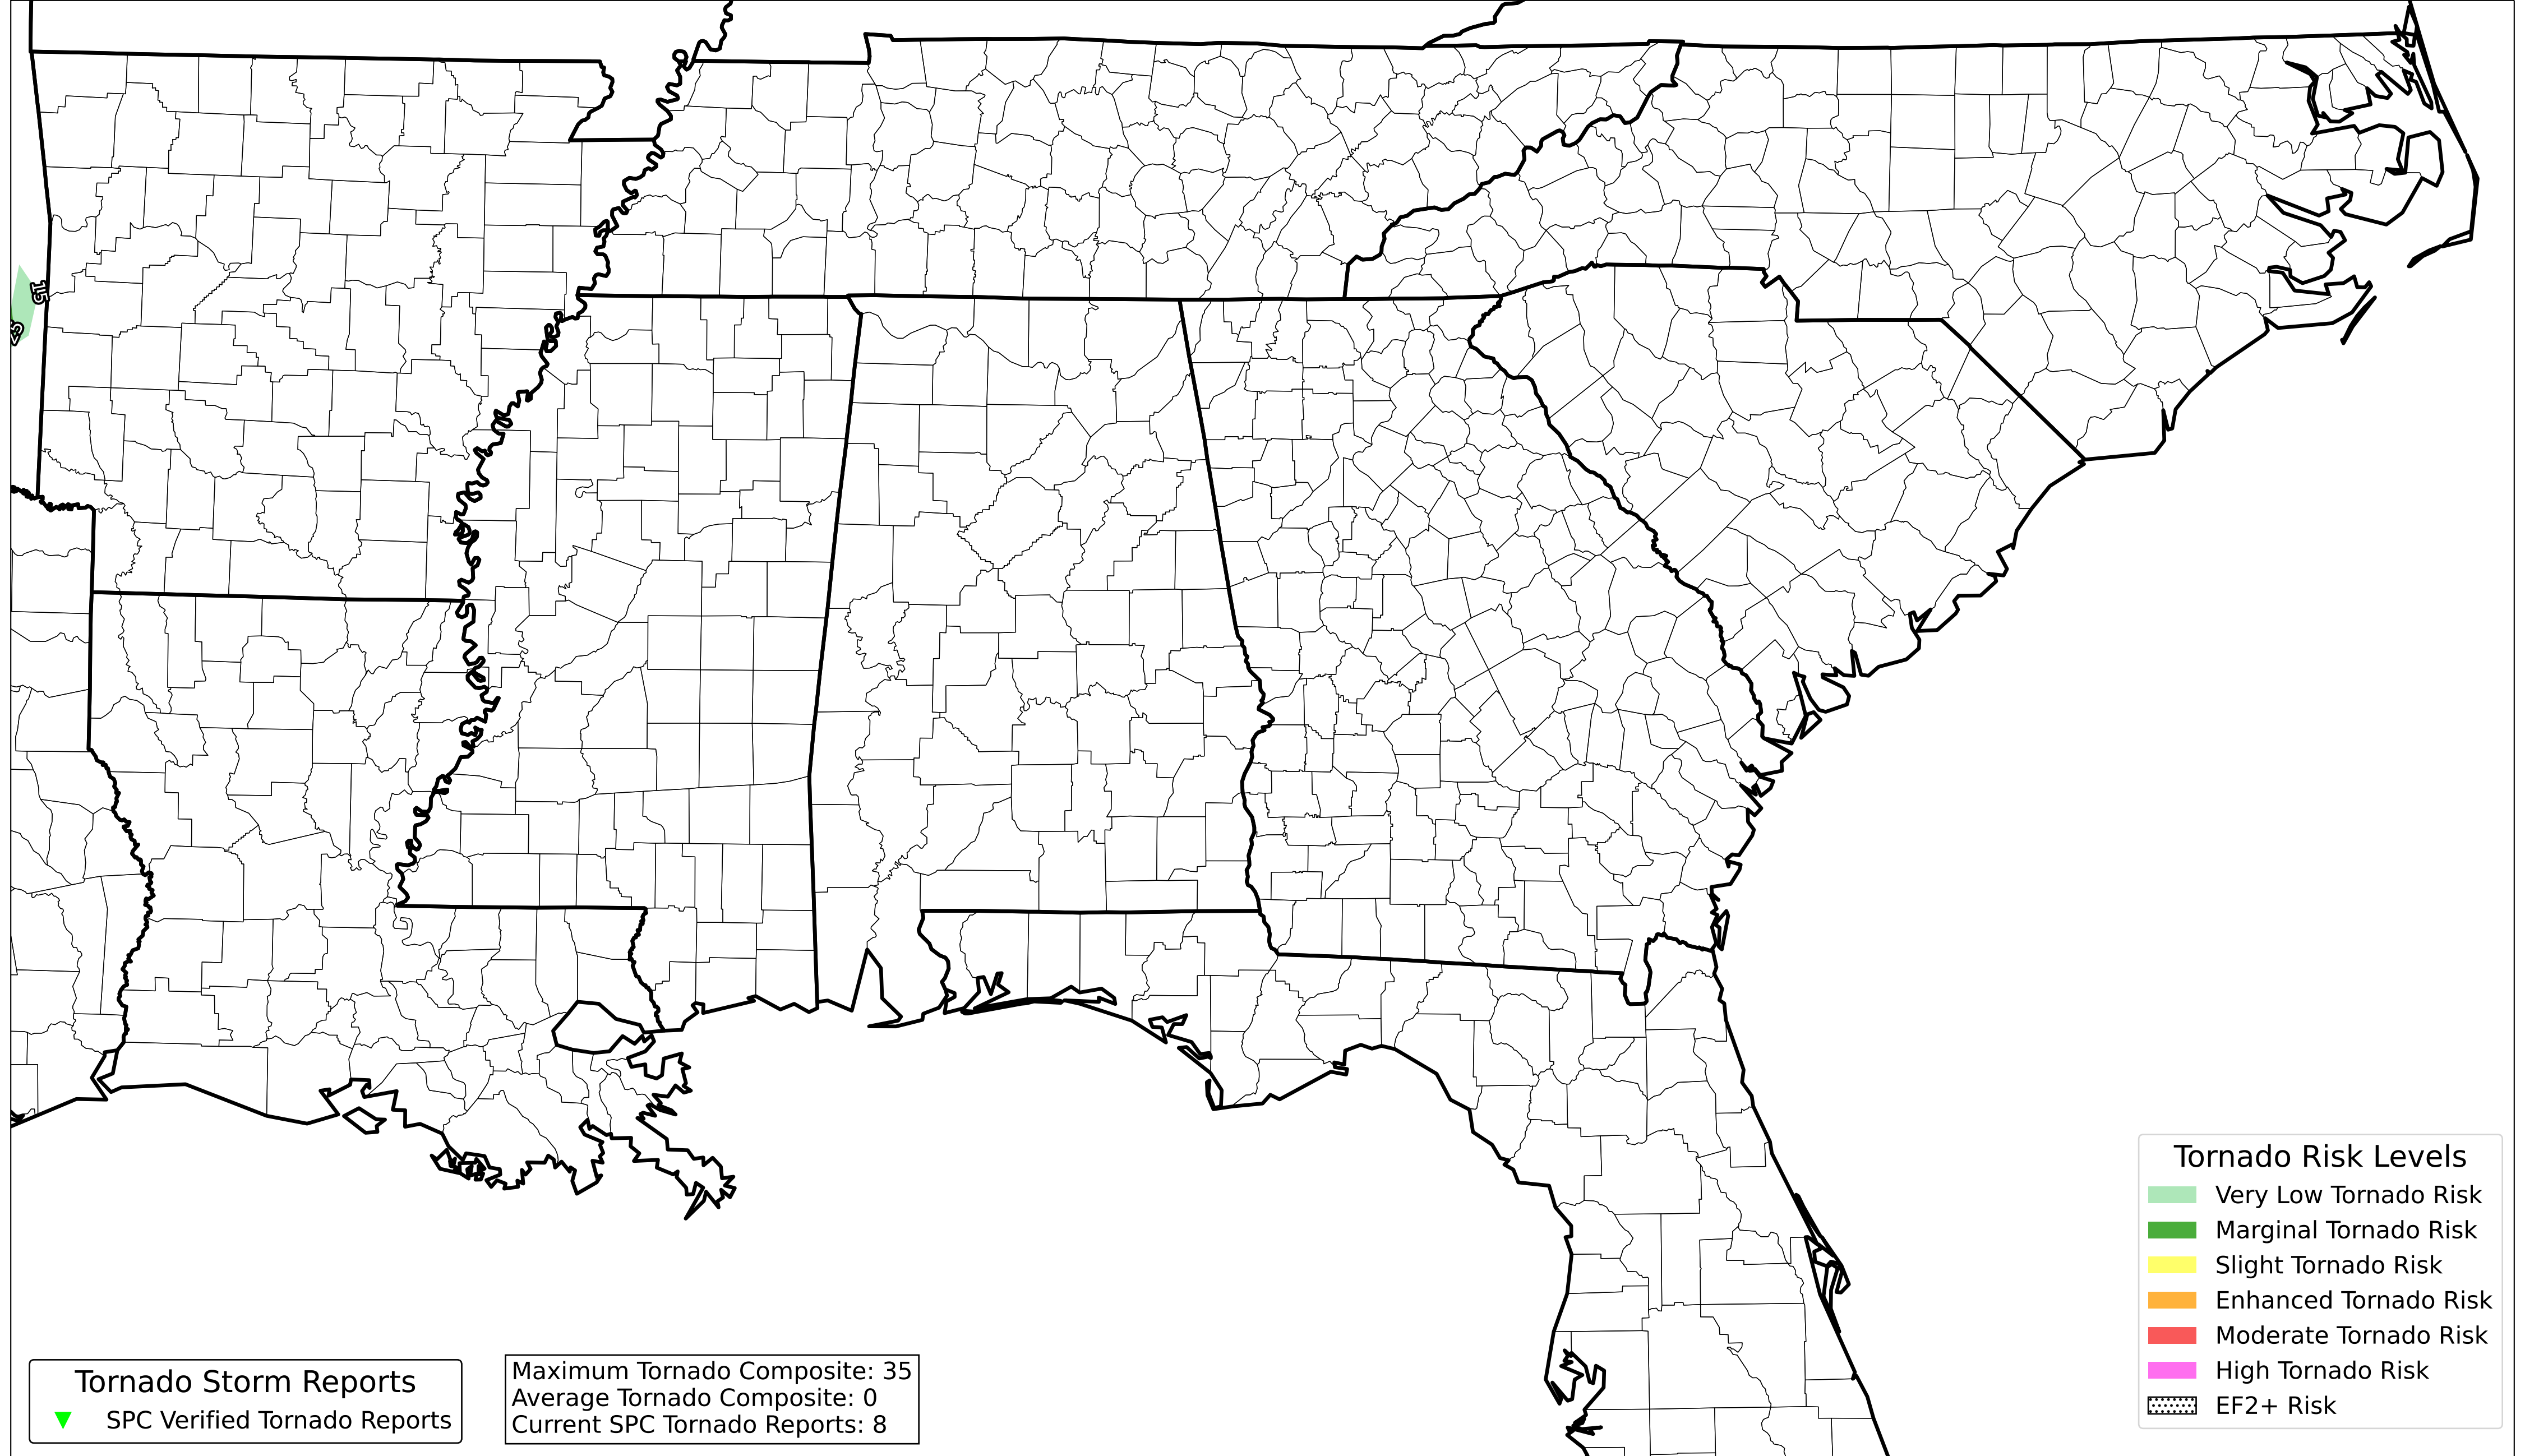 15
Tornado Risk Levels
Very Low Tornado Risk
Marginal Tornado Risk
Slight Tornado Risk
Enhanced Tornado Risk
Moderate Tornado Risk
High Tornado Risk
EF2+ Risk
Tornado Storm Reports
SPC Verified Tornado Reports
Maximum Tornado Composite: 35
Average Tornado Composite: 0
Current SPC Tornado Reports: 8